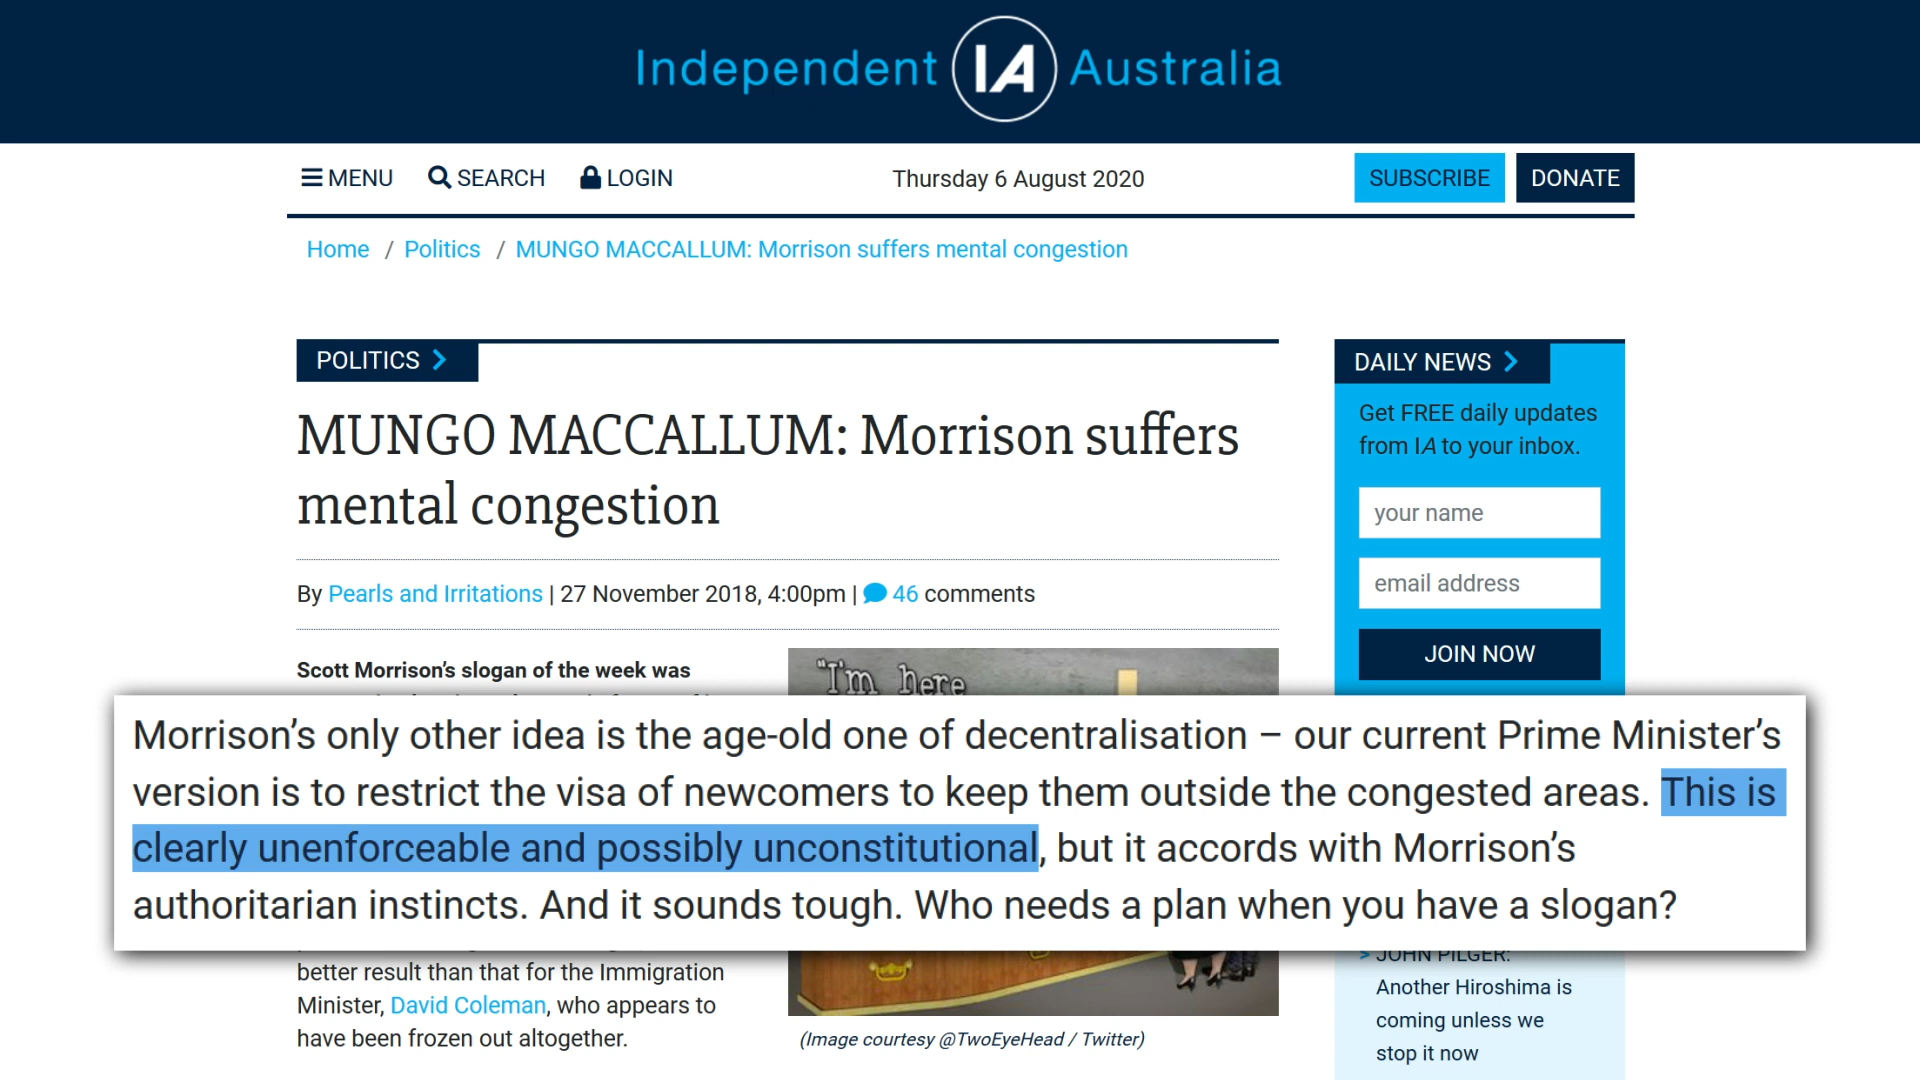 Independent IA Australia
MENU SEARCH LOGIN Thursday 6 August 2020 SUBSCRIBE DONATE
Home / Politics / MUNGO MACCALLUM: Morrison suffers mental congestion
POLITICS
MUNGO MACCALLUM: Morrison suffers
mental congestion
By Pearls and Irritations | 27 November 2018, 4:00pm | 46 comments
Scott Morrison's slogan of the week was
"I'm here
DAILY NEWS
Get FREE daily updates
from IA to your inbox.
your name
email address
JOIN NOW
Morrison's only other idea is the age-old one of decentralisation – our current Prime Minister's
version is to restrict the visa of newcomers to keep them outside the congested areas. This is
clearly unenforceable and possibly unconstitutional, but it accords with Morrison's
authoritarian instincts. And it sounds tough. Who needs a plan when you have a slogan?
better result than that for the Immigration
Minister, David Coleman, who appears to
have been frozen out altogether.
(Image courtesy @TwoEyeHead / Twitter)
> JOHN PILGER:
Another Hiroshima is
coming unless we
stop it now